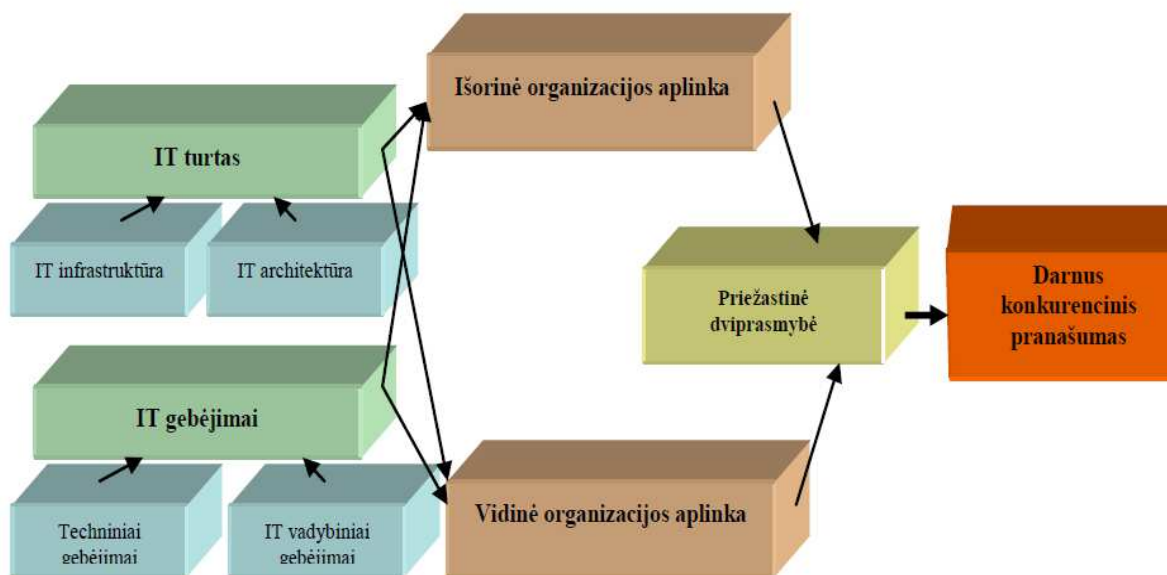 Išorinė organizacijos aplinka
IT turtas
IT infrastruktūra
IT architektūra
Priežastinė
dviprasmybė
Darnus
konkurencinis
pranašumas
IT gebėjimai
Techniniai
gebėjimai
IT vadybiniai
gebėjimai
Vidinė organizacijos aplinka